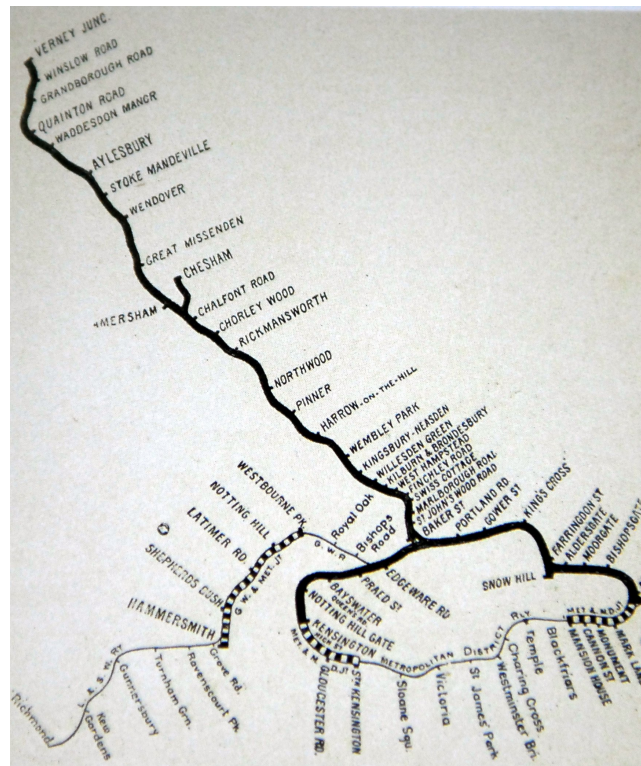 VERNEY JUNC.
WINSLOW ROAD
GRANDBOROUGH ROAD
QUAINTON ROAD
WADDESDON MANOR
AYLESBURY
STOKE MANDEVILLE
WENDOVER
GREAT MISSENDEN
CHESHAM
AMERSHAM
CHALFONT ROAD
CHORLEY WOOD
RICKMANSWORTH
NORTHWOOD
PINNER
HARROW-ON-THE-HILL
WEMBLEY PARK
KINGSBURY-NEASDEN
WILLESDEN GREEN
KILBURN & BRONDESBURY
WEST HAMPSTEAD
FINCHLEY ROAD
SWISS COTTAGE
MARLBOROUGH ROAD
ST JOHN'S WOOD ROAD
BAKER ST
PORTLAND RD
GOWER ST
KINGS CROSS
FARRINGDON ST
ALDERSGATE
MOORGATE
BISHOPSG
SNOW HILL
WESTBOURNE PK
Royal Oak
Bishop's
Road
G. W. R
NOTTING HILL
LATIMER RD
SHEPHERDS BUSH
HAMMERSMITH
G. W. & MET. JT
EDGEWARE RD
PRAED ST
BAYSWATER
NOTTING HILL GATE
KENSINGTON
GLOUCESTER RD.
STH KENSINGTON
METROPOLITAN DISTRICT RLY
Sloane Squ.
Victoria
St James Park
Westminster Bri.
Charing Cross
Temple
Blackfriars
MANSION HOUSE
CANNON ST
MONUMENT
MARK
Grove Rd.
Ravenscourt Pk.
Turnham Grn.
Gunnersbury
Kew
Gardens
L. & S. W. RY
Richmond